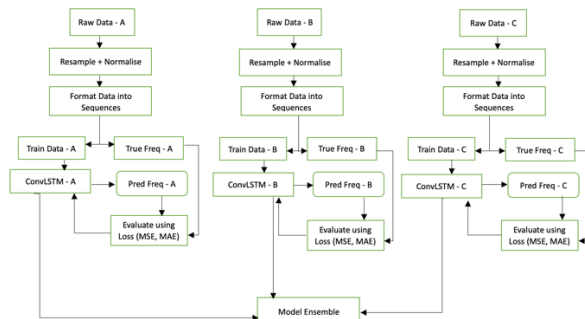 Raw Data - A
Resample + Normalise
Format Data into
Sequences
Train Data - A
True Freq - A
ConvLSTM - A
Pred Freq - A
Evaluate using
Loss (MSE, MAE)
Raw Data - B
Resample + Normalise
Format Data into
Sequences
Train Data - B
True Freq - B
ConvLSTM - B
Pred Freq - B
Evaluate using
Loss (MSE, MAE)
Raw Data - C
Resample + Normalise
Format Data into
Sequences
Train Data - C
True Freq - C
ConvLSTM - C
Pred Freq - C
Evaluate using
Loss (MSE, MAE)
Model Ensemble